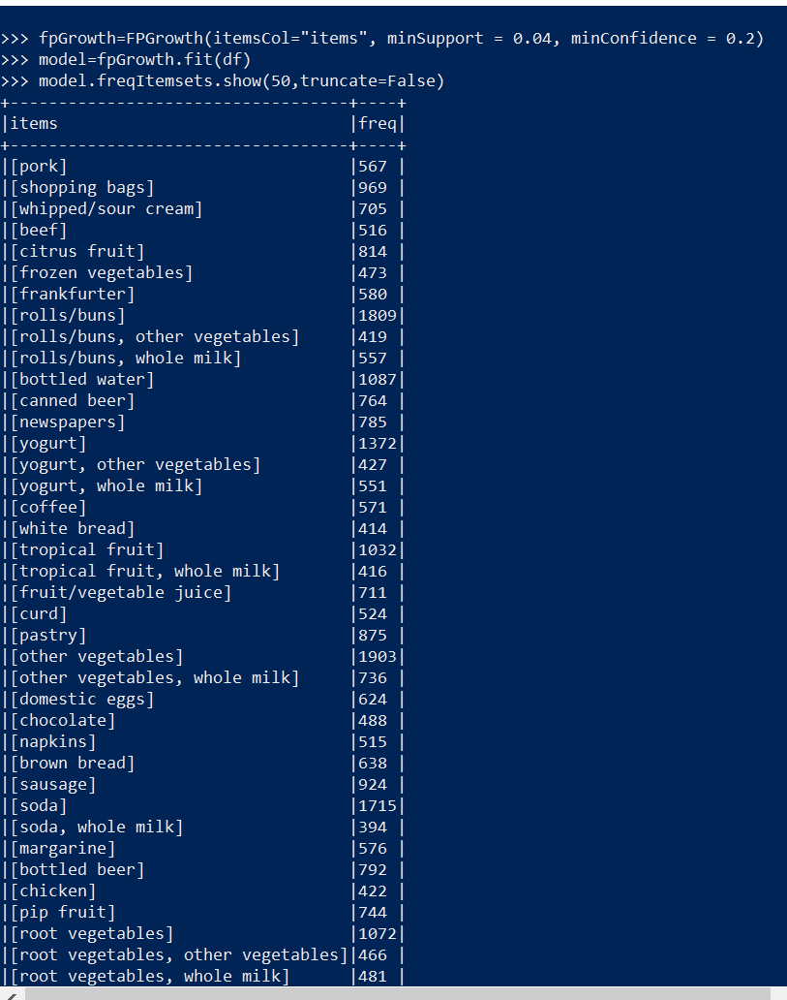 >>> fpGrowth=FPGrowth(itemsCol="items", minSupport = 0.04, minConfidence = 0.2)
>>> model=fpGrowth.fit(df)
>>> model.freqItemsets.show(50,truncate=False)
+-----------------------------------+----+
|items                              |freq|
+-----------------------------------+----+
|[pork]                             |567 |
|[shopping bags]                    |969 |
|[whipped/sour cream]               |705 |
|[beef]                             |516 |
|[citrus fruit]                     |814 |
|[frozen vegetables]                |473 |
|[frankfurter]                      |580 |
|[rolls/buns]                       |1809|
|[rolls/buns, other vegetables]     |419 |
|[rolls/buns, whole milk]           |557 |
|[bottled water]                    |1087|
|[canned beer]                      |764 |
|[newspapers]                       |785 |
|[yogurt]                           |1372|
|[yogurt, other vegetables]         |427 |
|[yogurt, whole milk]               |551 |
|[coffee]                           |571 |
|[white bread]                      |414 |
|[tropical fruit]                   |1032|
|[tropical fruit, whole milk]       |416 |
|[fruit/vegetable juice]            |711 |
|[curd]                             |524 |
|[pastry]                           |875 |
|[other vegetables]                 |1903|
|[other vegetables, whole milk]     |736 |
|[domestic eggs]                    |624 |
|[chocolate]                        |488 |
|[napkins]                          |515 |
|[brown bread]                      |638 |
|[sausage]                          |924 |
|[soda]                             |1715|
|[soda, whole milk]                 |394 |
|[margarine]                        |576 |
|[bottled beer]                     |792 |
|[chicken]                          |422 |
|[pip fruit]                        |744 |
|[root vegetables]                  |1072|
|[root vegetables, other vegetables]|466 |
|[root vegetables, whole milk]      |481 |